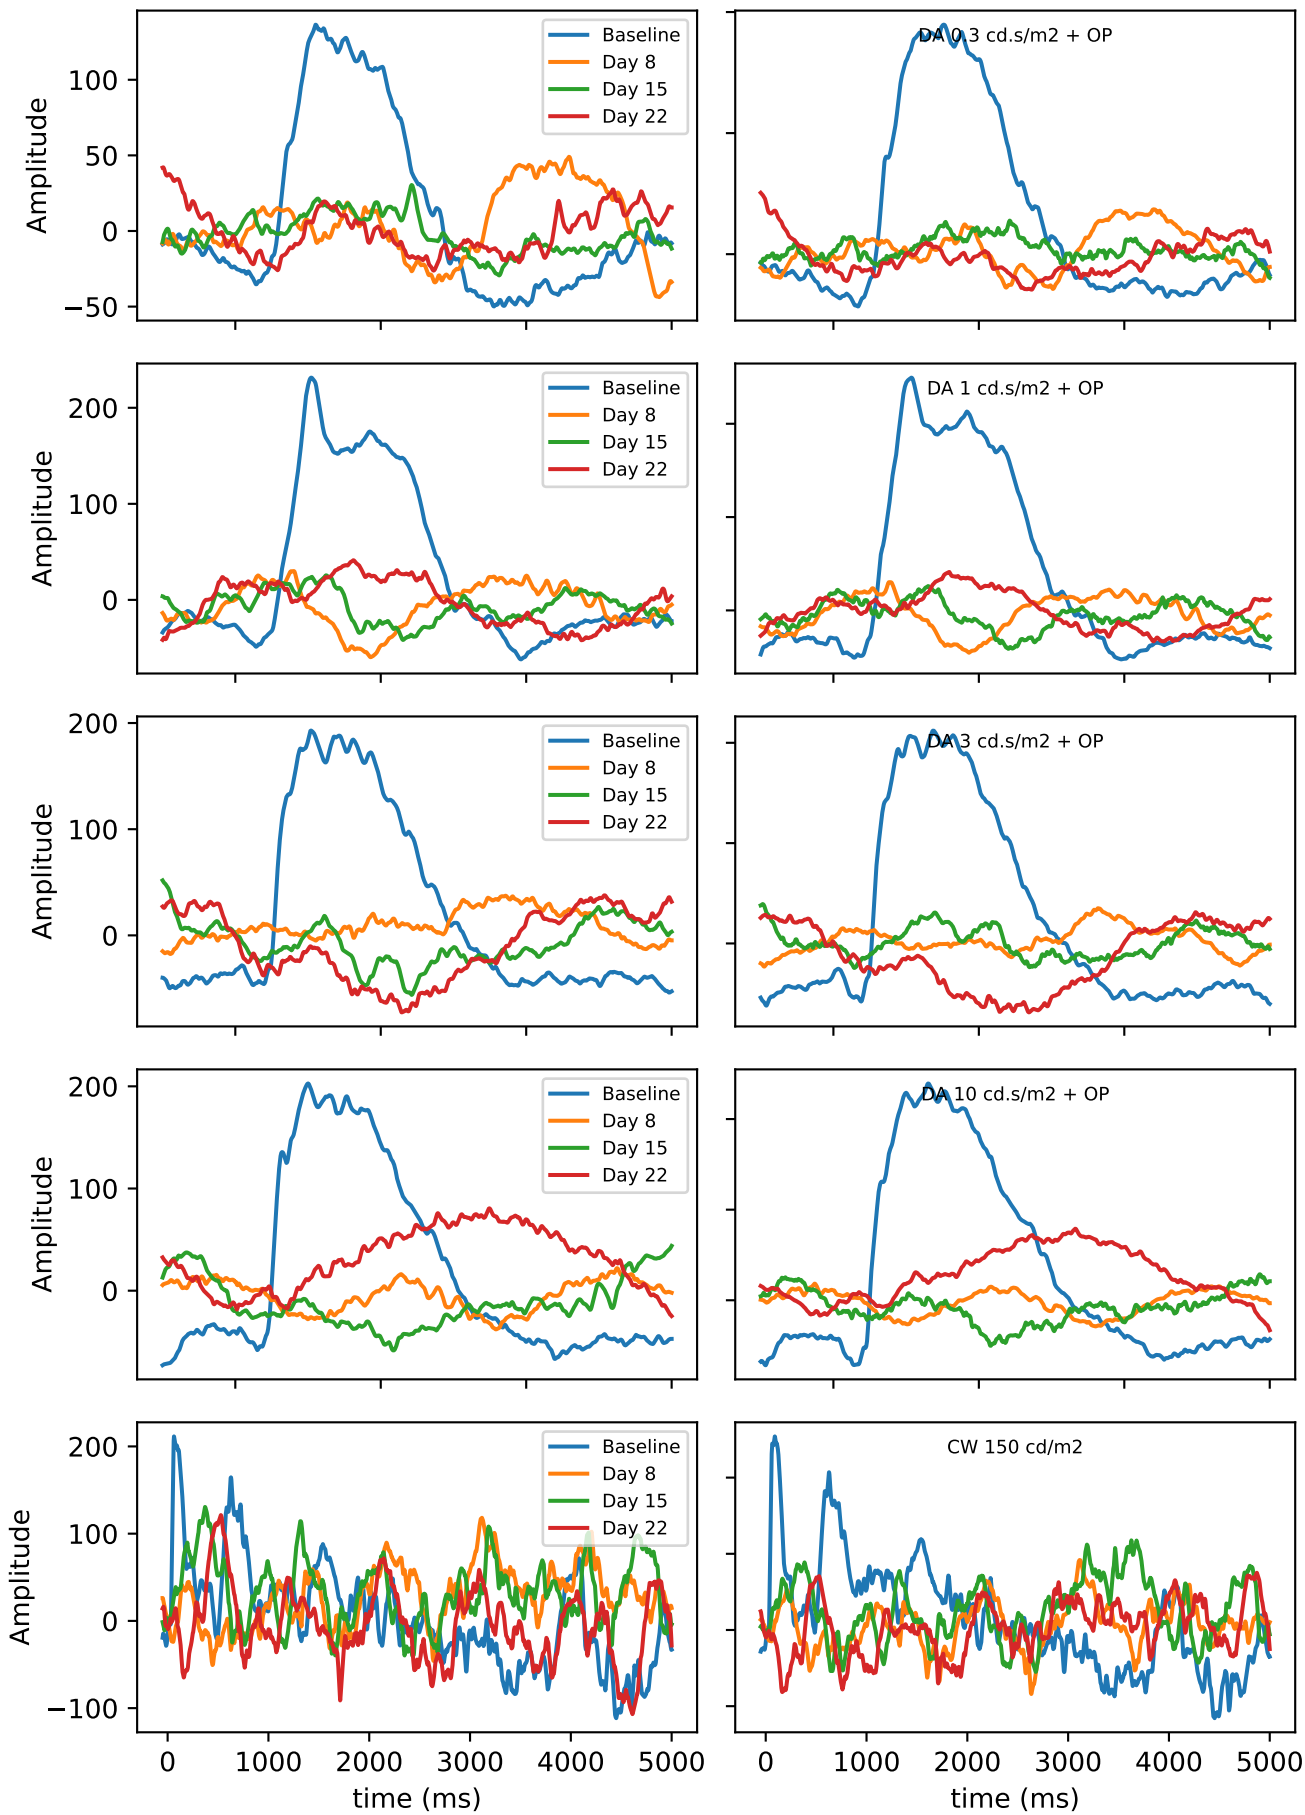 Amplitude
100
50
0
−50
Baseline
Day 8
Day 15
Day 22
DA 0.3 cd.s/m2 + OP
Amplitude
200
100
0
Baseline
Day 8
Day 15
Day 22
DA 1 cd.s/m2 + OP
Amplitude
200
100
0
Baseline
Day 8
Day 15
Day 22
DA 3 cd.s/m2 + OP
Amplitude
200
100
0
Baseline
Day 8
Day 15
Day 22
DA 10 cd.s/m2 + OP
Amplitude
200
100
0
−100
Baseline
Day 8
Day 15
Day 22
CW 150 cd/m2
0 1000 2000 3000 4000 5000
time (ms)
0 1000 2000 3000 4000 5000
time (ms)